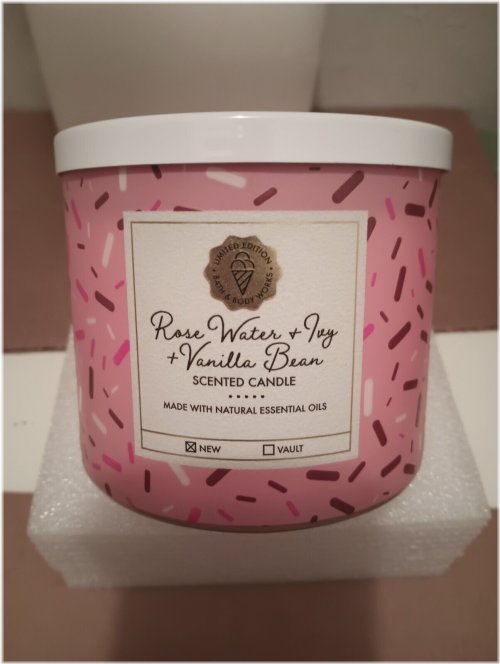 LIMITED EDITION
BATH & BODY WORKS
Rose Water + Ivy
+ Vanilla Bean
SCENTED CANDLE
MADE WITH NATURAL ESSENTIAL OILS
☒ NEW ☐ VAULT